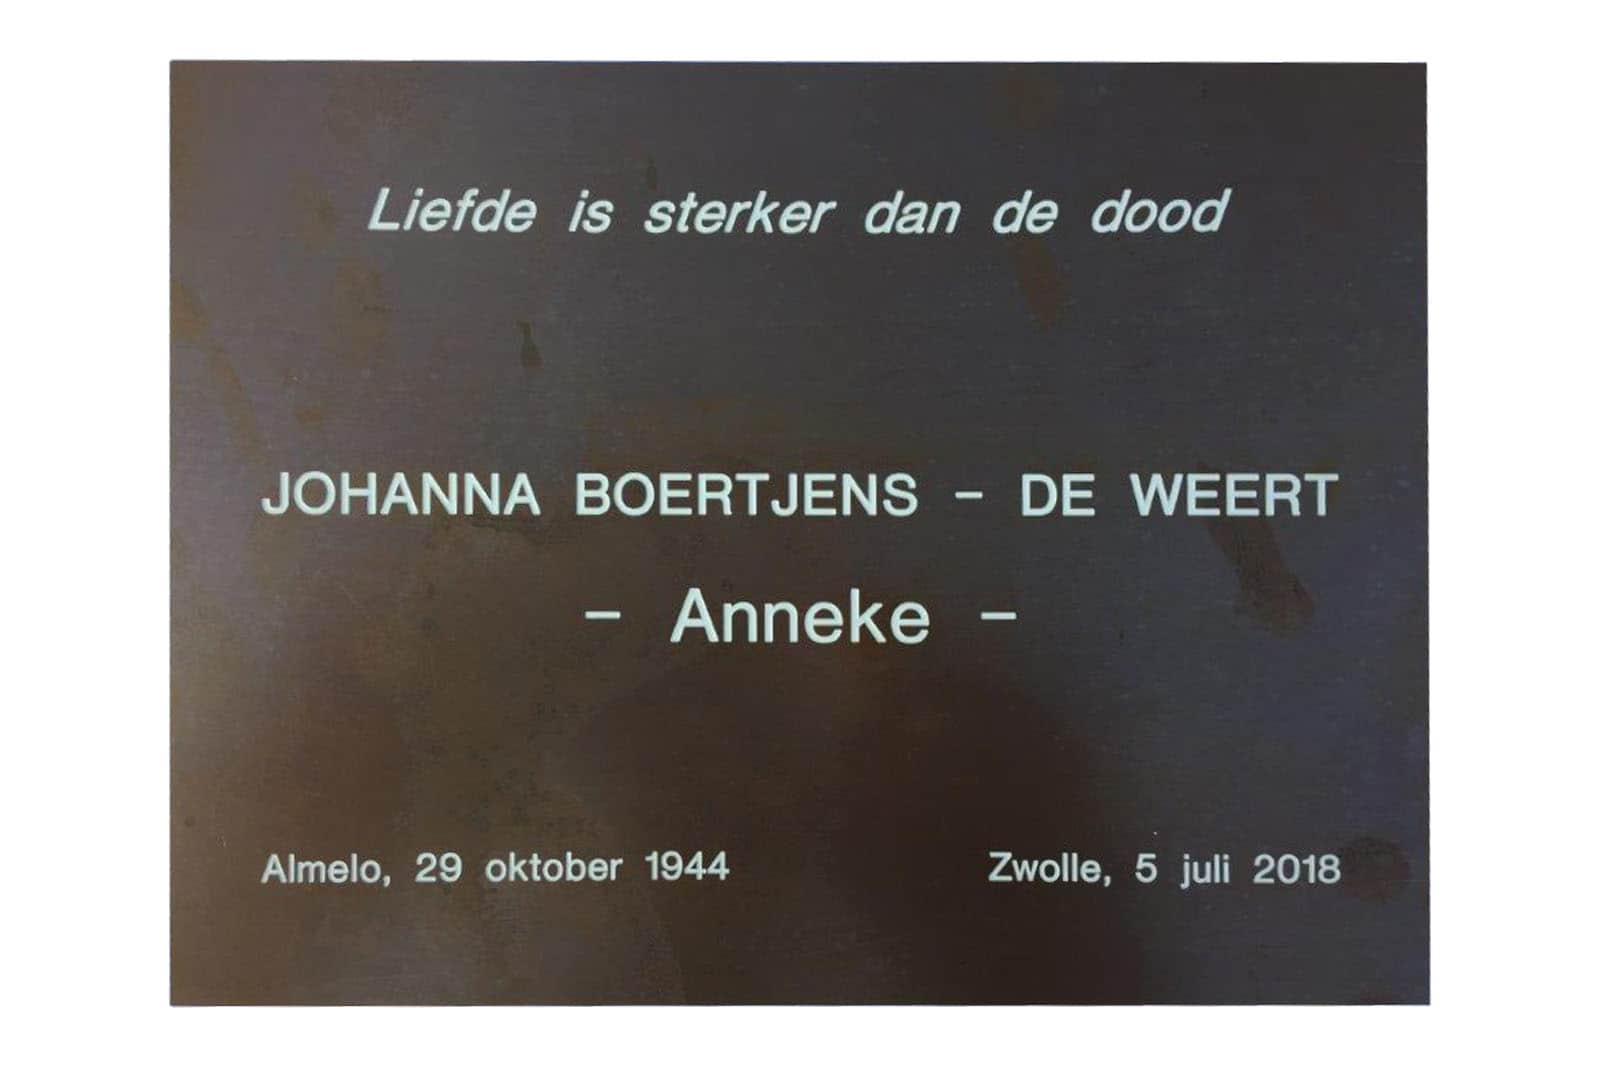 Liefde is sterker dan de dood
JOHANNA BOERTJENS – DE WEERT
– Anneke –
Almelo, 29 oktober 1944 Zwolle, 5 juli 2018